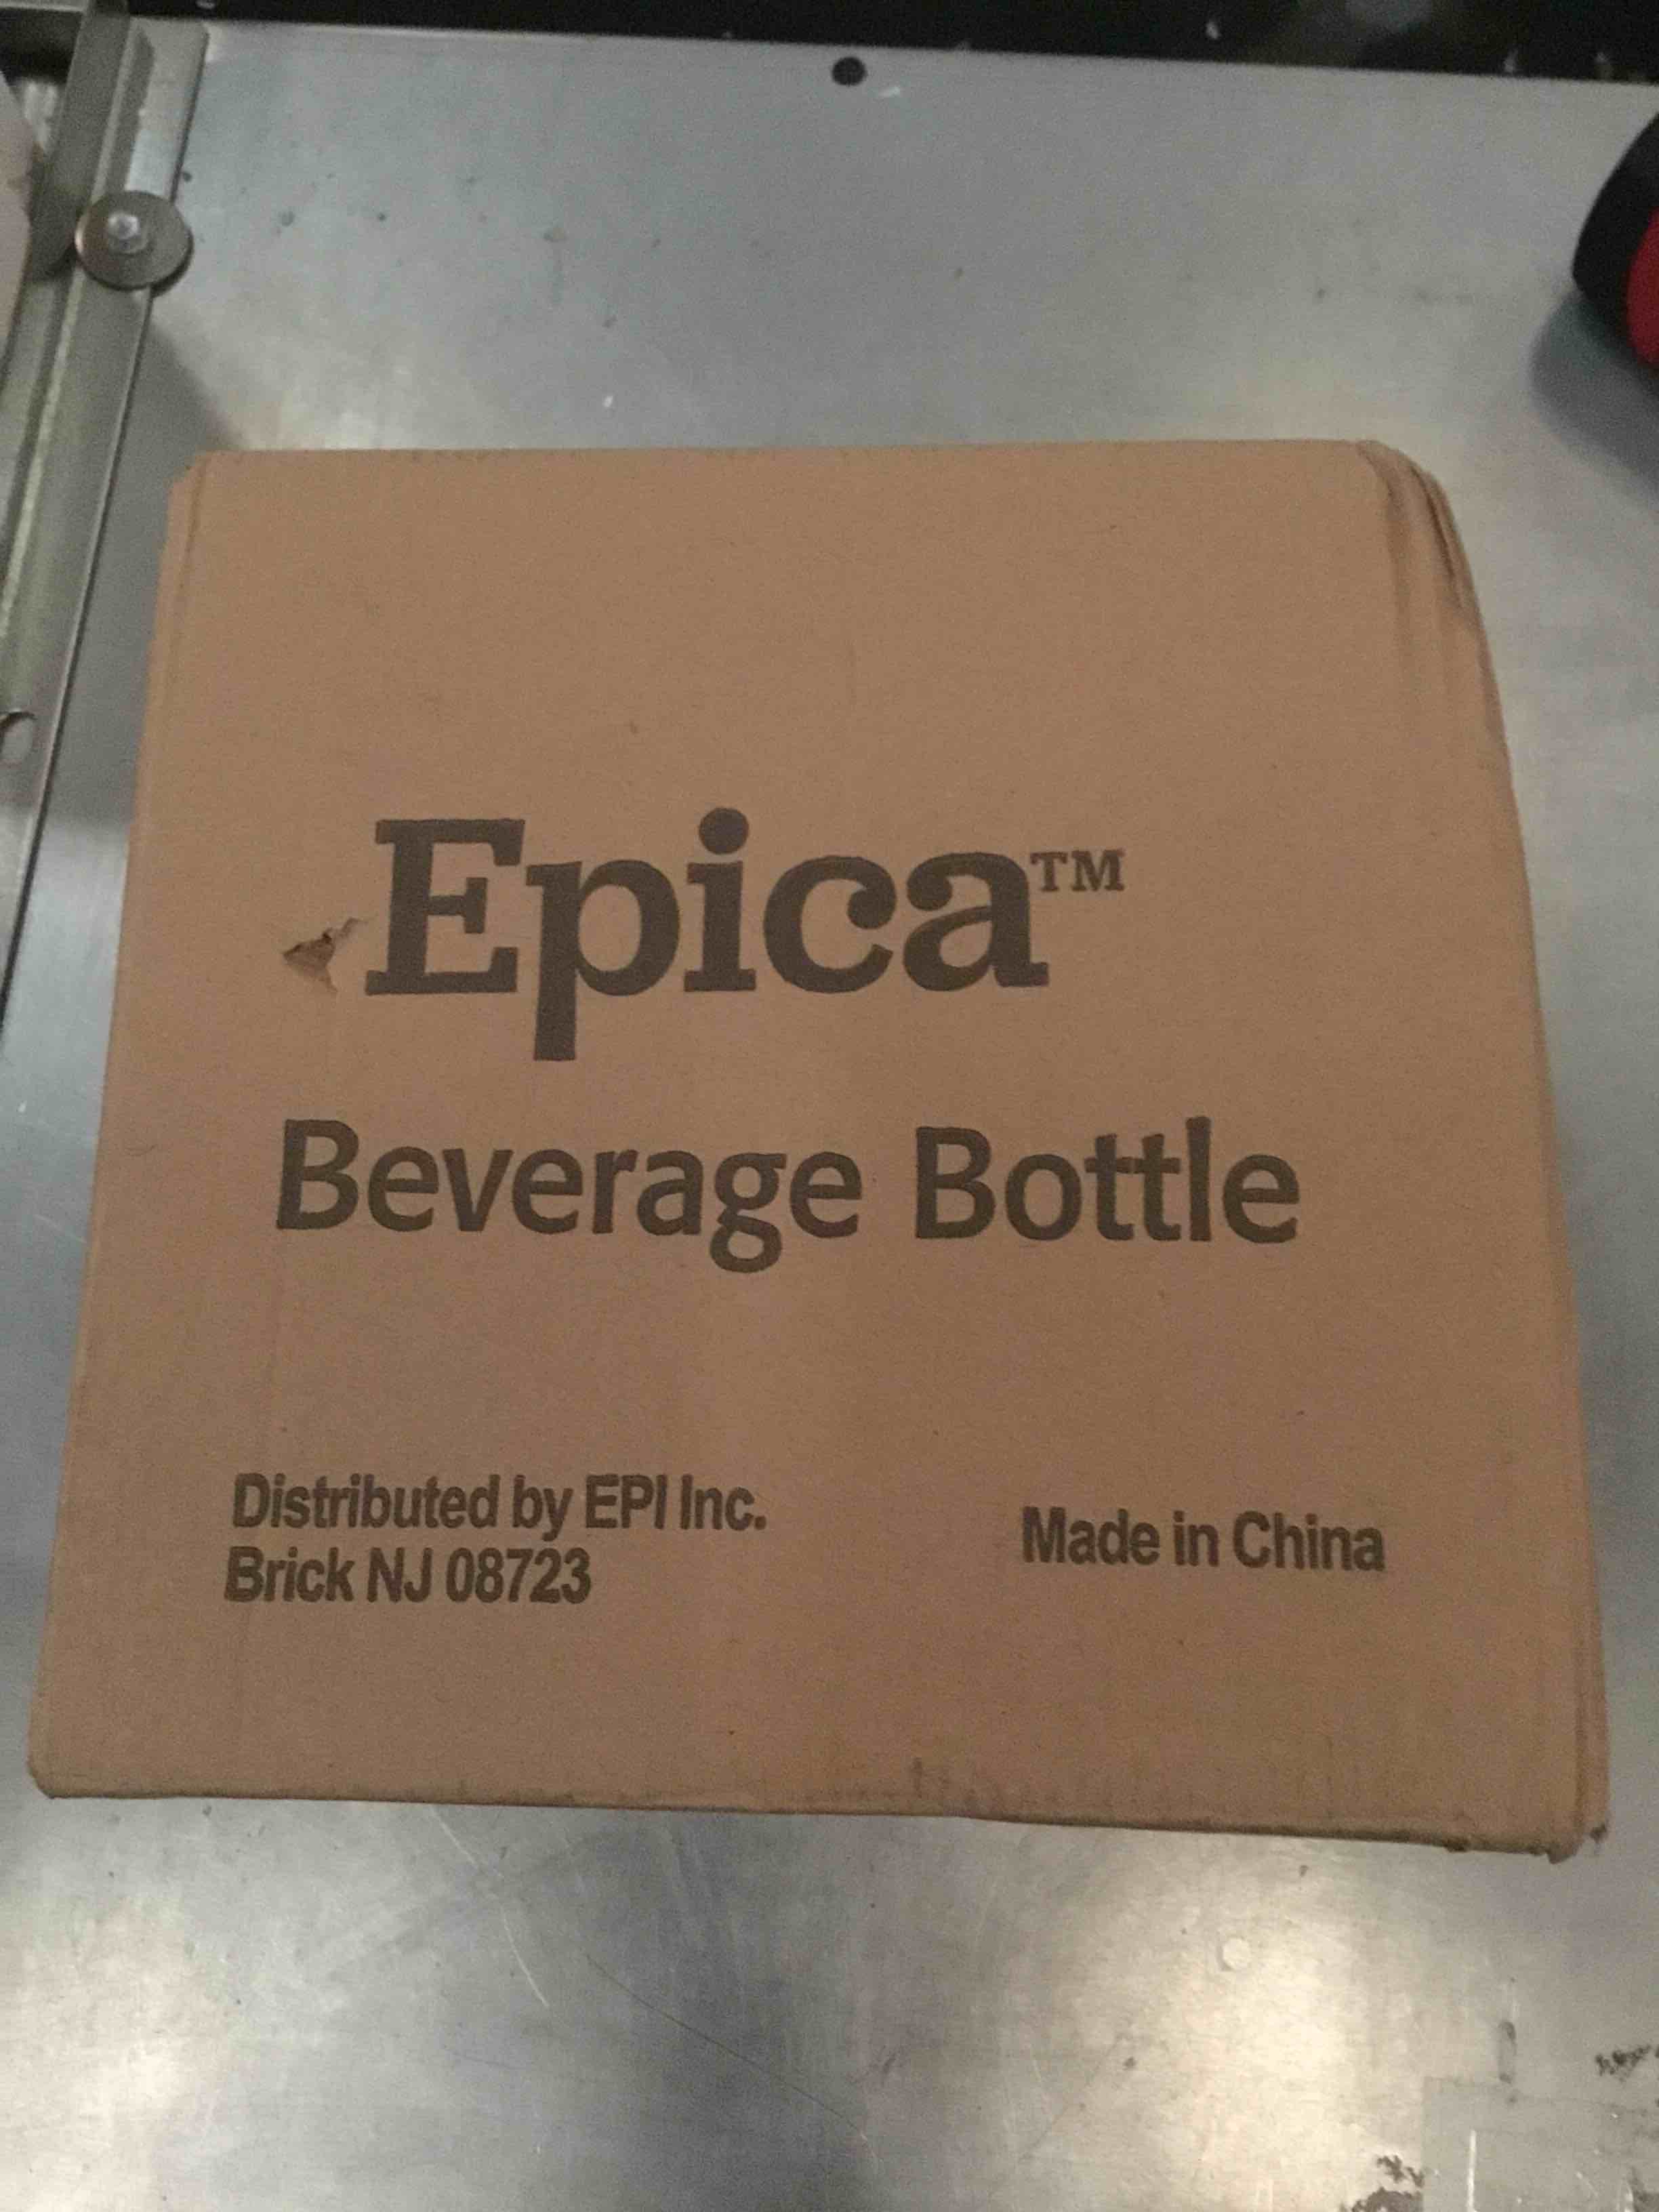 Epica™
Beverage Bottle
Distributed by EPI Inc.
Brick NJ 08723
Made in China